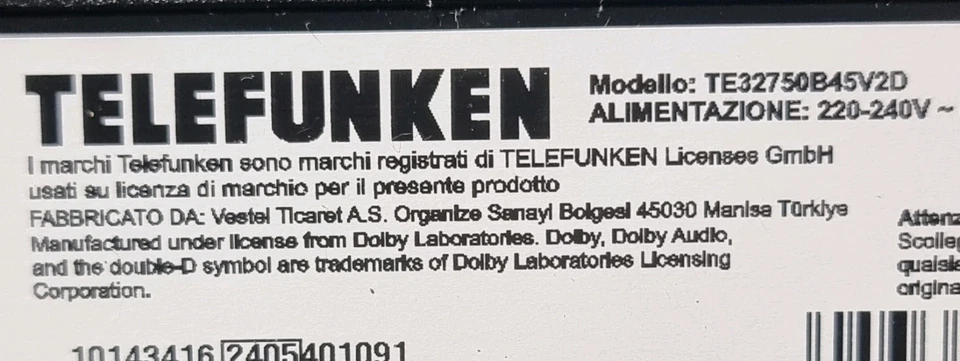 TELEFUNKEN
Modello: TE32750B45V2D
ALIMENTAZIONE: 220-240V ~
I marchi Telefunken sono marchi registrati di TELEFUNKEN Licenses GmbH
usati su licenza di marchio per il presente prodotto
FABBRICATO DA: Vestel Ticaret A.S. Organize Sanayi Bolgesi 45030 Manisa Türkiye
Manufactured under license from Dolby Laboratories. Dolby, Dolby Audio,
and the double-D symbol are trademarks of Dolby Laboratories Licensing
Corporation.
10143416 2405401091